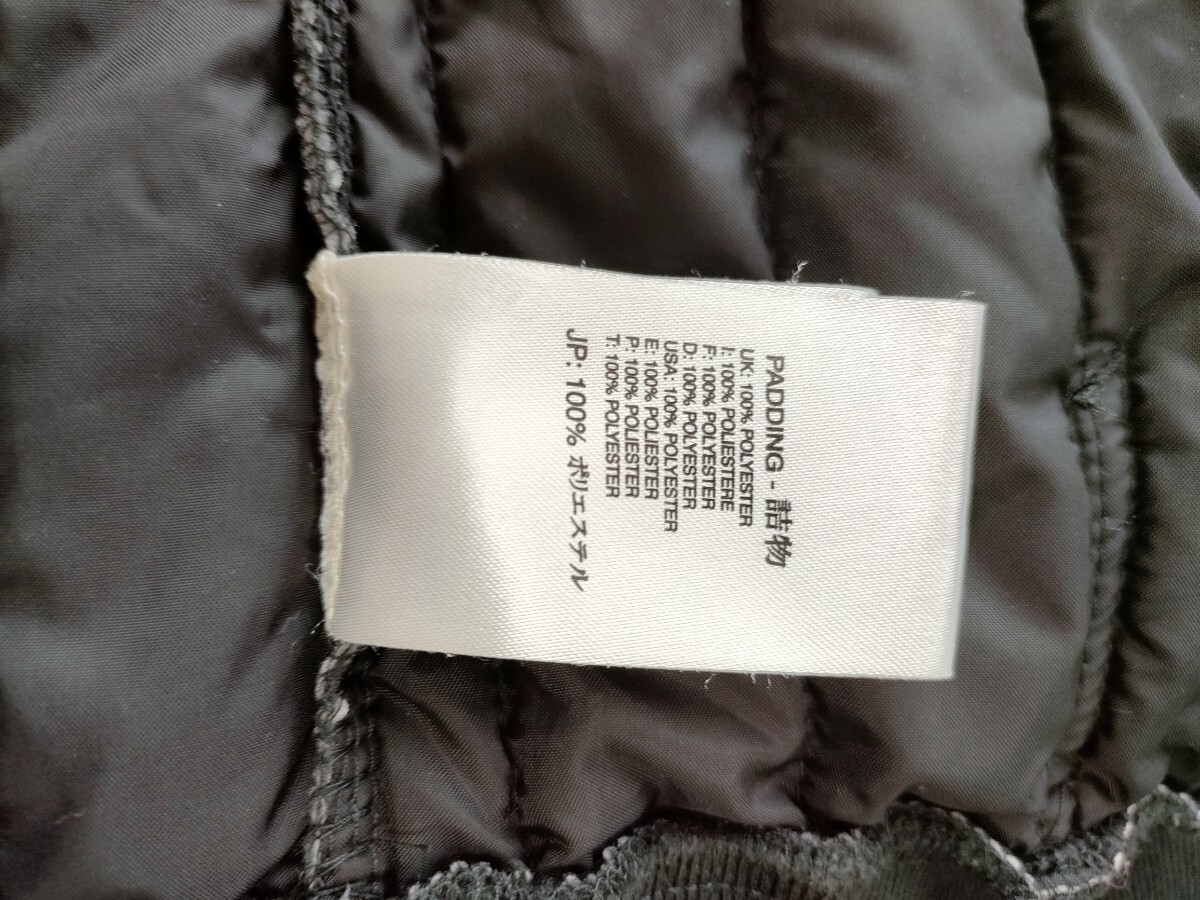 PADDING - 詰物
UK: 100% POLYESTER
I: 100% POLIESTERE
F: 100% POLYESTER
D: 100% POLYESTER
USA: 100% POLYESTER
E: 100% POLIESTER
P: 100% POLIESTER
T: 100% POLYESTER
JP: 100% ポリエステル